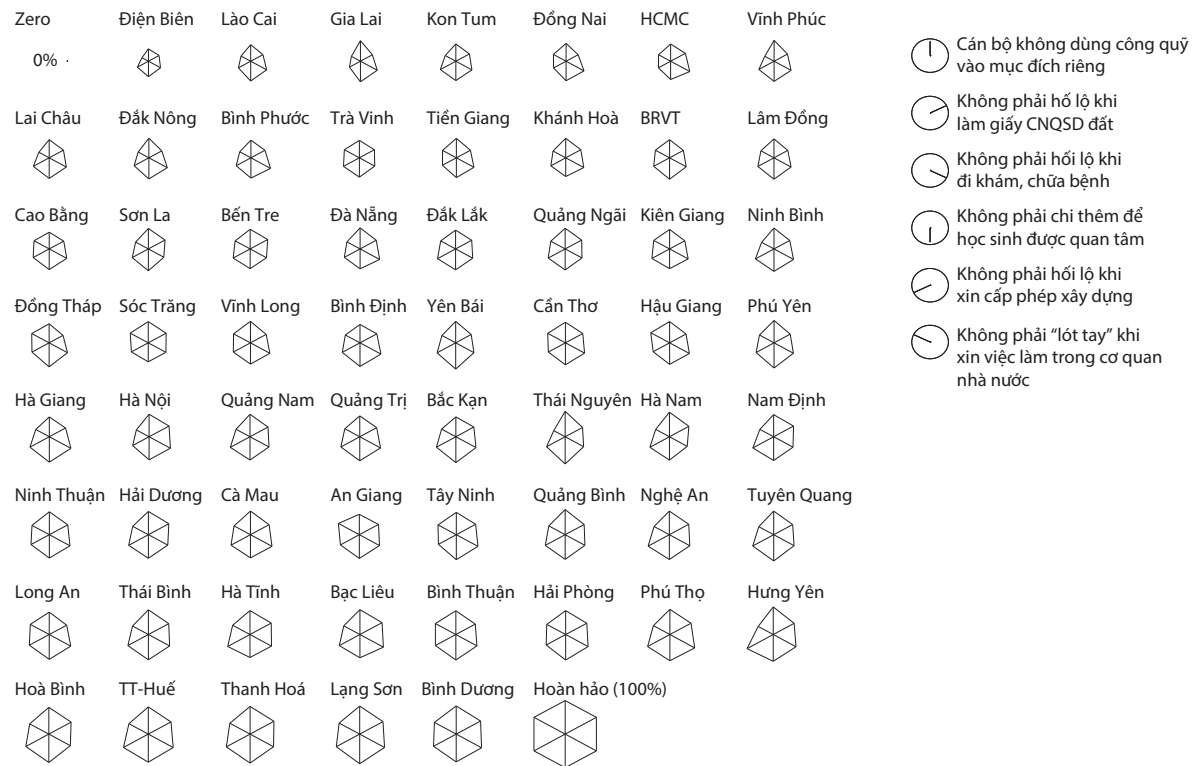 Zero Điện Biên Lào Cai Gia Lai Kon Tum Đồng Nai HCMC Vĩnh Phúc
0%
Lai Châu Đắk Nông Bình Phước Trà Vinh Tiền Giang Khánh Hoà BRVT Lâm Đồng
Cao Bằng Sơn La Bến Tre Đà Nẵng Đắk Lắk Quảng Ngãi Kiên Giang Ninh Bình
Đồng Tháp Sóc Trăng Vĩnh Long Bình Định Yên Bái Cần Thơ Hậu Giang Phú Yên
Hà Giang Hà Nội Quảng Nam Quảng Trị Bắc Kạn Thái Nguyên Hà Nam Nam Định
Ninh Thuận Hải Dương Cà Mau An Giang Tây Ninh Quảng Bình Nghệ An Tuyên Quang
Long An Thái Bình Hà Tĩnh Bạc Liêu Bình Thuận Hải Phòng Phú Thọ Hưng Yên
Hoà Bình TT-Huế Thanh Hoá Lạng Sơn Bình Dương Hoàn hảo (100%)
Cán bộ không dùng công quỹ
vào mục đích riêng
Không phải hố lộ khi
làm giấy CNQSD đất
Không phải hối lộ khi
đi khám, chữa bệnh
Không phải chi thêm để
học sinh được quan tâm
Không phải hối lộ khi
xin cấp phép xây dựng
Không phải “lót tay” khi
xin việc làm trong cơ quan
nhà nước